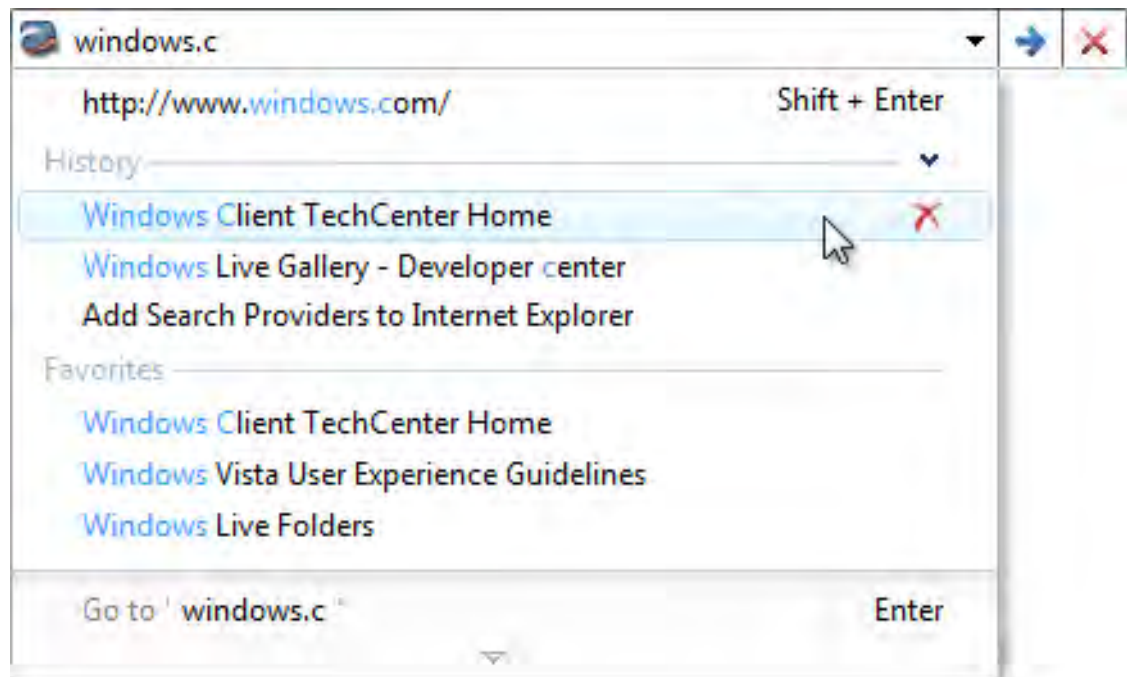 windows.c
http://www.windows.com/ Shift + Enter
History
Windows Client TechCenter Home
Windows Live Gallery - Developer center
Add Search Providers to Internet Explorer
Favorites
Windows Client TechCenter Home
Windows Vista User Experience Guidelines
Windows Live Folders
Go to ' windows.c ' Enter